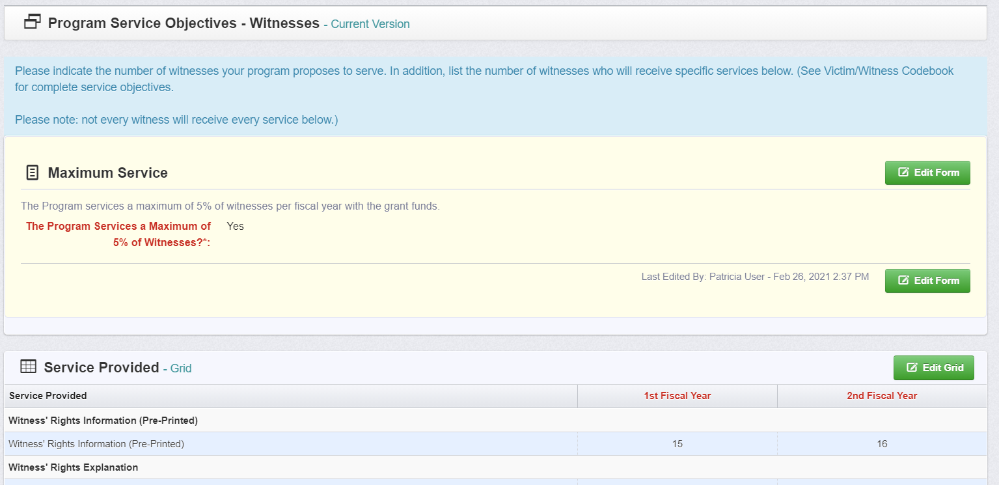 Program Service Objectives - Witnesses - Current Version
Please indicate the number of witnesses your program proposes to serve. In addition, list the number of witnesses who will receive specific services below. (See Victim/Witness Codebook
for complete service objectives.
Please note: not every witness will receive every service below.)
Maximum Service
Edit Form
The Program services a maximum of 5% of witnesses per fiscal year with the grant funds.
The Program Services a Maximum of Yes
5% of Witnesses?*:
Last Edited By: Patricia User - Feb 26, 2021 2:37 PM
Edit Form
Service Provided - Grid
Edit Grid
Service Provided 1st Fiscal Year 2nd Fiscal Year
Witness' Rights Information (Pre-Printed)
Witness' Rights Information (Pre-Printed) 15 16
Witness' Rights Explanation